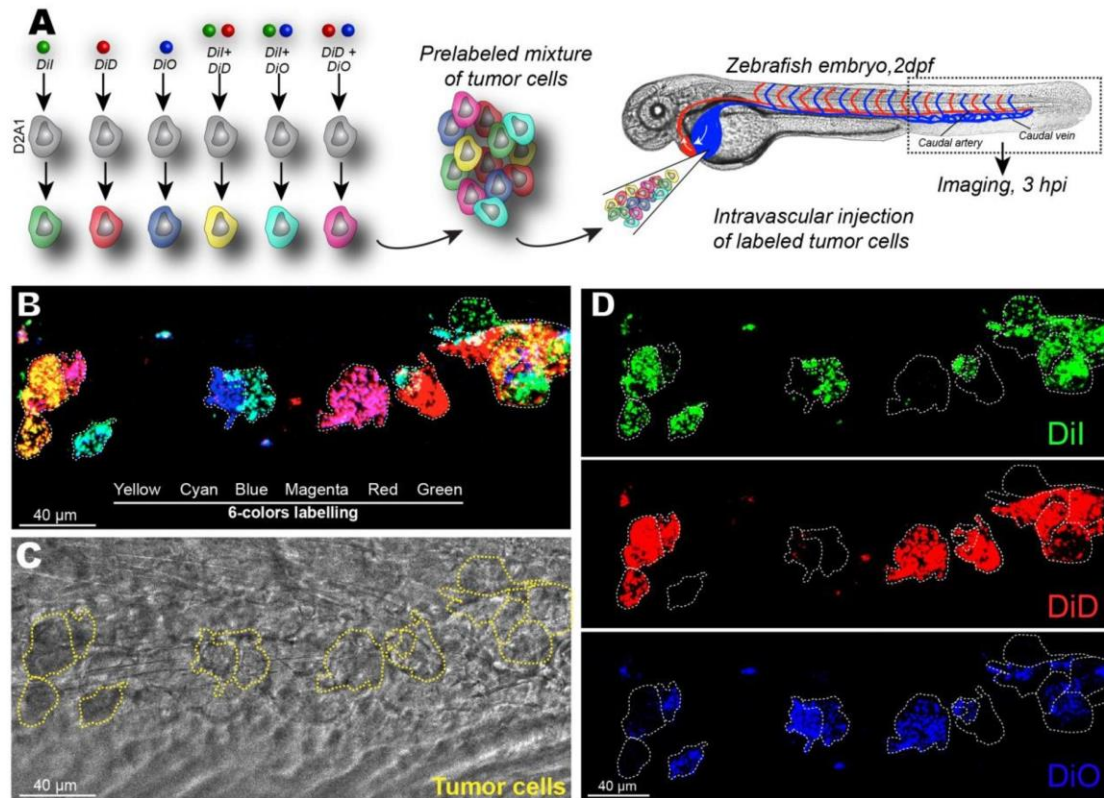 A
DiI
DiD
DiO
DiI+
DiD
DiI+
DiO
DiD +
DiO
D2A1
Prelabeled mixture
of tumor cells
Zebrafish embryo,2dpf
Caudal artery
Caudal vein
Imaging, 3 hpi
Intravascular injection
of labeled tumor cells
B
Yellow Cyan Blue Magenta Red Green
6-colors labelling
40 µm
C
40 µm
Tumor cells
D
DiI
DiD
DiO
40 µm